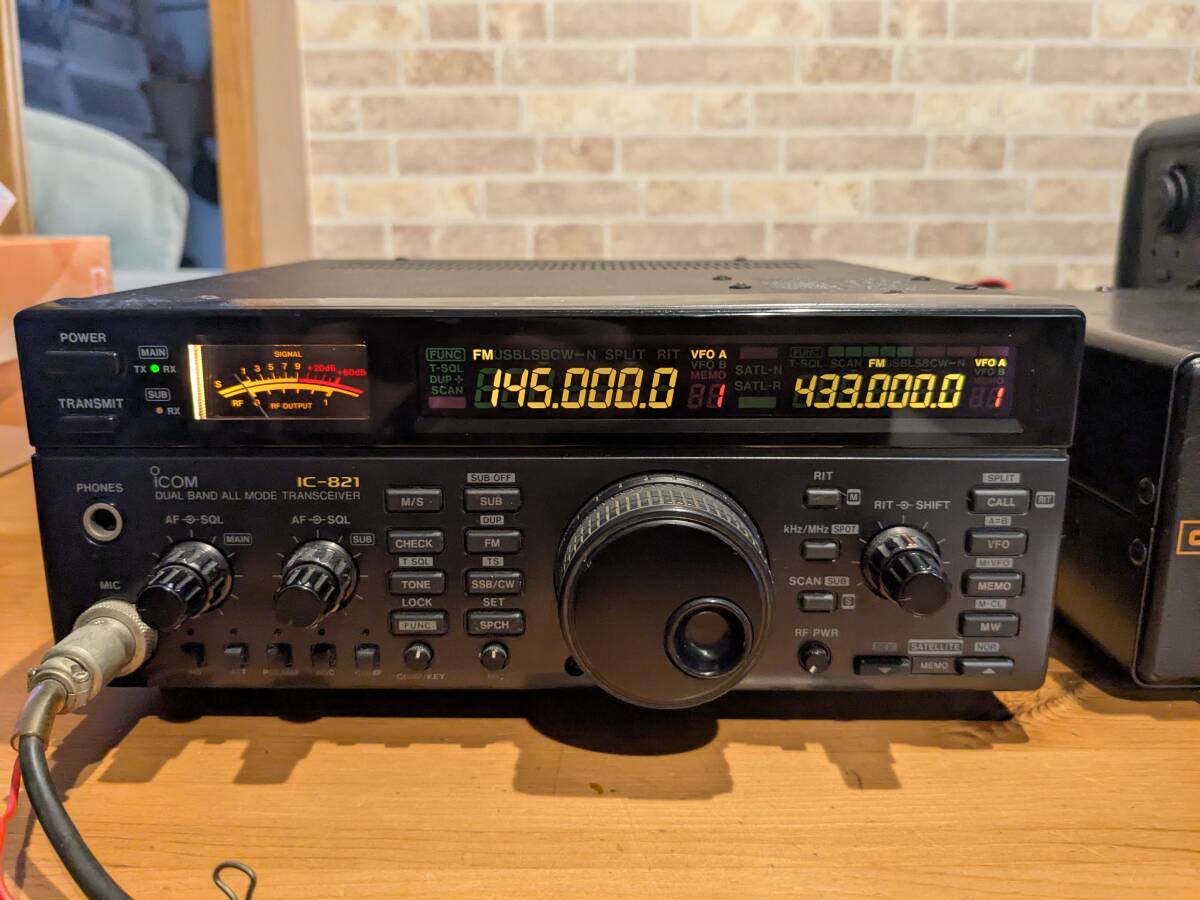 POWER
TRANSMIT
MAIN
TX RX
SUB
RX
SIGNAL
S 1 3 5 7 9 +20dB +60dB
RF 0 RF OUTPUT 1
FUNC FM USB LSB CW-N SPLIT RIT VFO A
T-SQL VFO B
DUP MEMO
SCAN
145.000.0 1
SATL-N
SATL-R
FUNC
T-SQL SCAN FM USB LSB CW-N VFO A
VFO B
433.000.0 1
PHONES
ICOM
IC-821
DUAL BAND ALL MODE TRANSCEIVER
AF SQL
MAIN
AF SQL
SUB
MIC
M/S
CHECK
T SQL
TONE
LOCK
FUNC
SUB OFF
SUB
DUP
FM
TS
SSB/CW
SET
SPCH
RIT
M
kHz/MHz SPOT
SCAN SUB
S
RF PWR
RIT SHIFT
SPLIT
CALL
RIT
A=B
VFO
M-VFO
MEMO
M-CL
MW
SATELLITE
MEMO
NOR